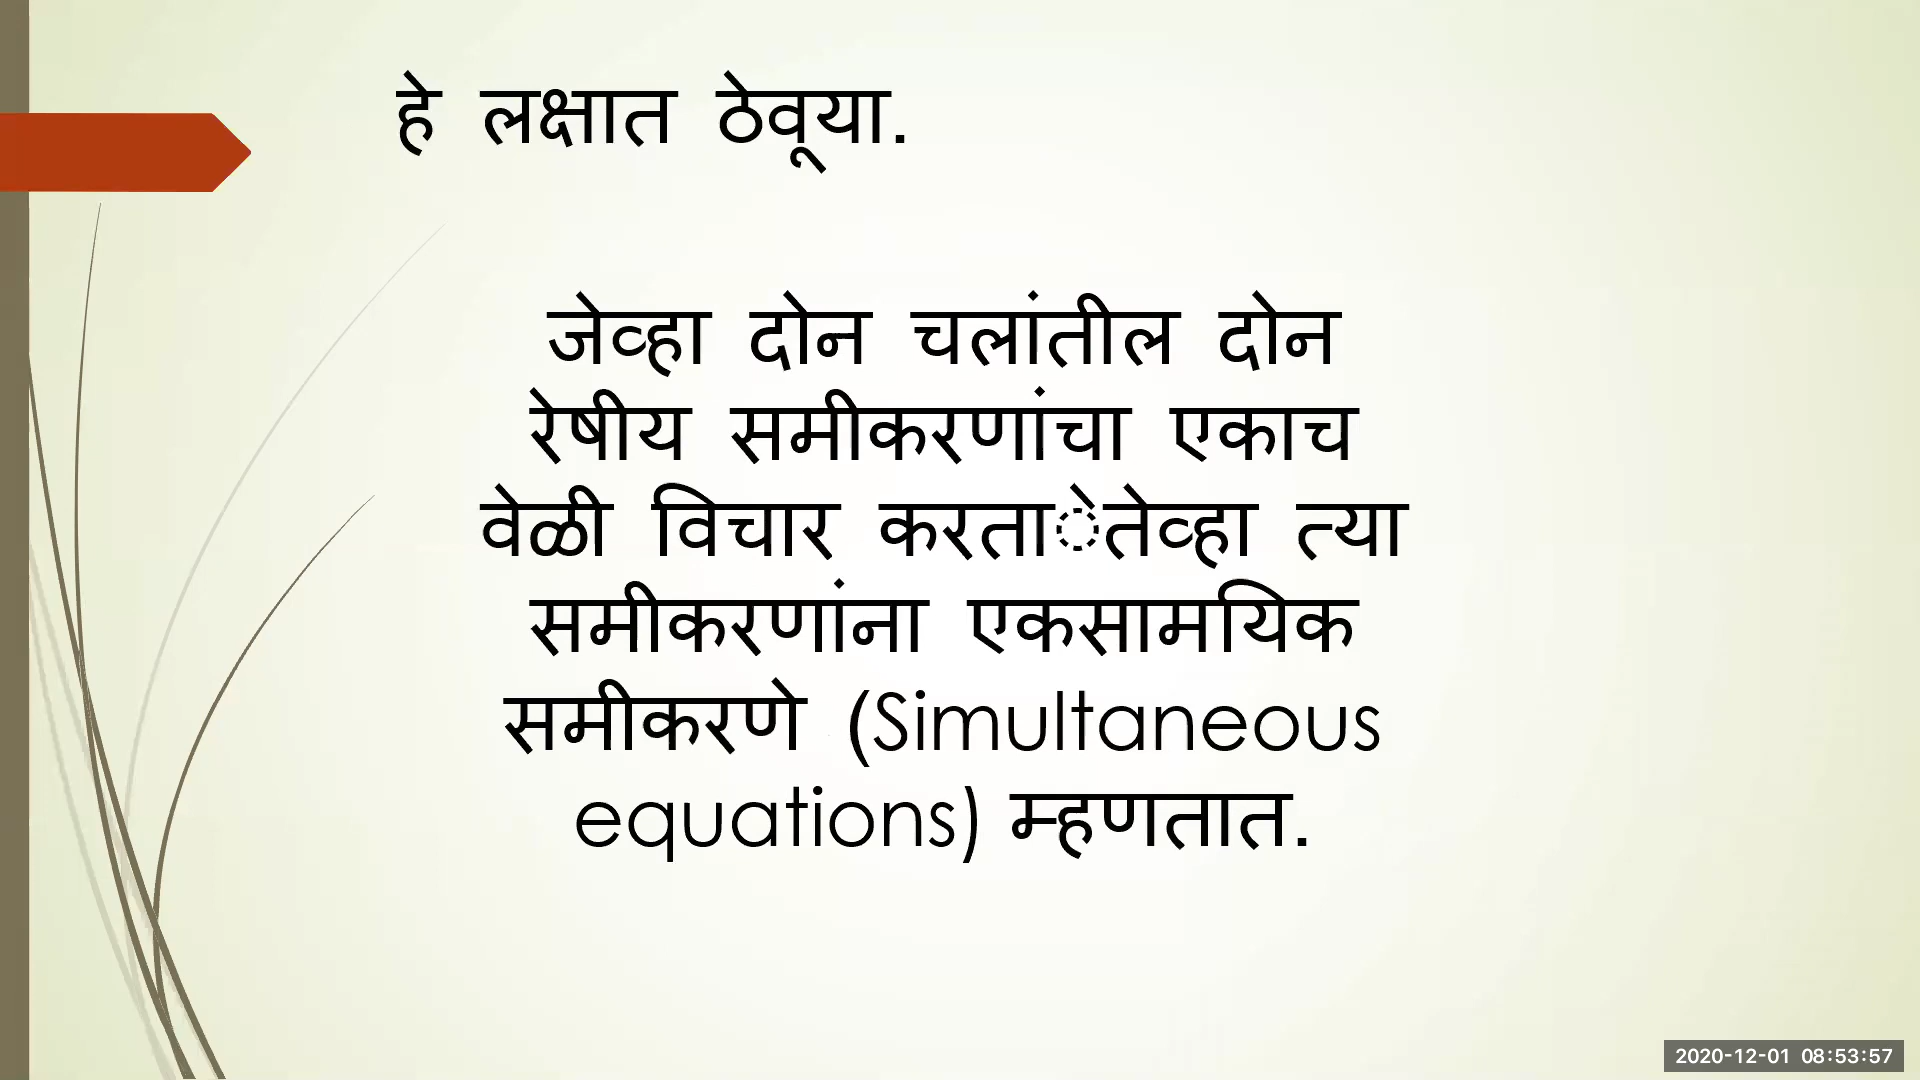 हे लक्षात ठेवूया.
जेव्हा दोन चलांतील दोन
रेषीय समीकरणांचा एकाच
वेळी विचार करताेतेव्हा त्या
समीकरणांना एकसामयिक
समीकरणे (Simultaneous
equations) म्हणतात.
2020-12-01 08:53:57